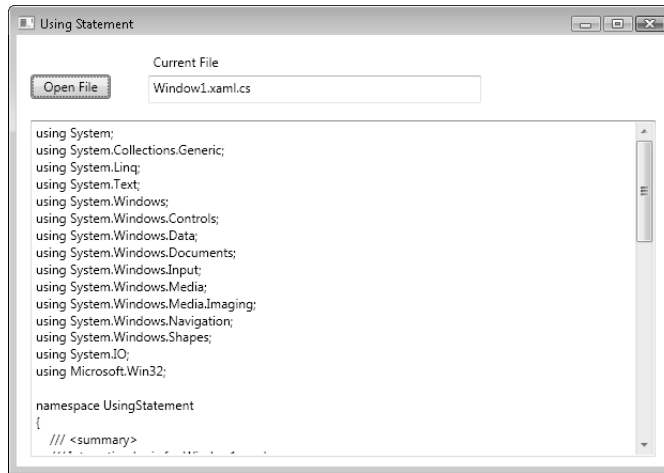 Using Statement
Current File
Open File
Window1.xaml.cs
using System;
using System.Collections.Generic;
using System.Linq;
using System.Text;
using System.Windows;
using System.Windows.Controls;
using System.Windows.Data;
using System.Windows.Documents;
using System.Windows.Input;
using System.Windows.Media;
using System.Windows.Media.Imaging;
using System.Windows.Navigation;
using System.Windows.Shapes;
using System.IO;
using Microsoft.Win32;
namespace UsingStatement
{
/// <summary>